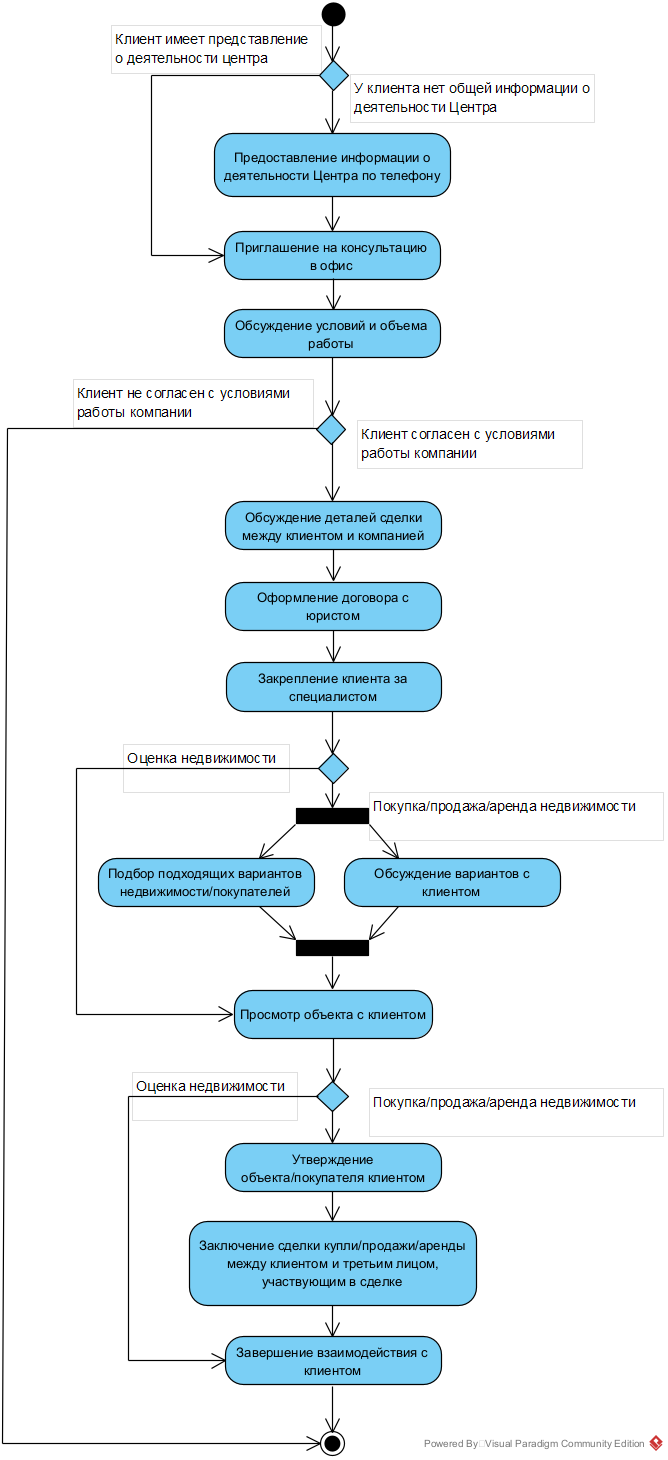 Клиент имеет представление
о деятельности центра
У клиента нет общей информации о
деятельности Центра
Предоставление информации о
деятельности Центра по телефону
Приглашение на консультацию
в офис
Обсуждение условий и объема
работы
Клиент не согласен с условиями
работы компании
Клиент согласен с условиями
работы компании
Обсуждение деталей сделки
между клиентом и компанией
Оформление договора с
юристом
Закрепление клиента за
специалистом
Оценка недвижимости
Покупка/продажа/аренда недвижимости
Подбор подходящих вариантов
недвижимости/покупателей
Обсуждение вариантов с
клиентом
Просмотр объекта с клиентом
Оценка недвижимости
Покупка/продажа/аренда недвижимости
Утверждение
объекта/покупателя клиентом
Заключение сделки купли/продажи/аренды
между клиентом и третьим лицом,
участвующим в сделке
Завершение взаимодействия с
клиентом
Powered By Visual Paradigm Community Edition